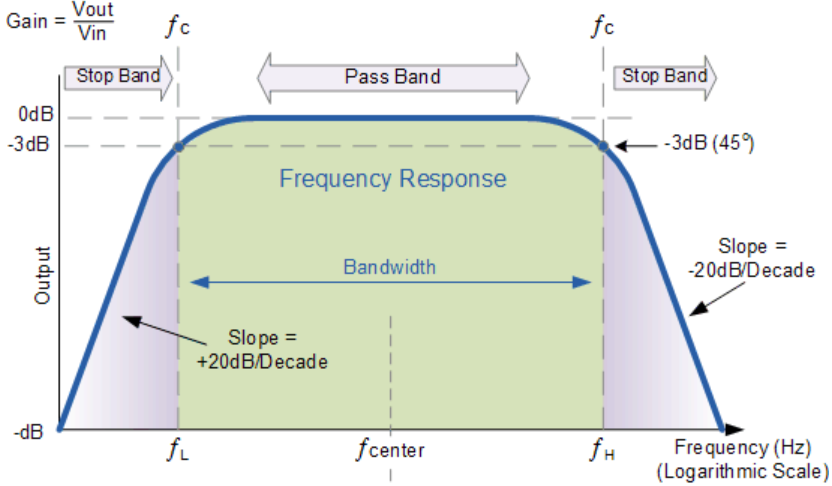 Gain = Vout
Vin
fC
fC
Stop Band
Pass Band
Stop Band
0dB
-3dB
-3dB (45°)
Frequency Response
Output
Bandwidth
Slope =
-20dB/Decade
Slope =
+20dB/Decade
-dB
fL
fcenter
fH
Frequency (Hz)
(Logarithmic Scale)